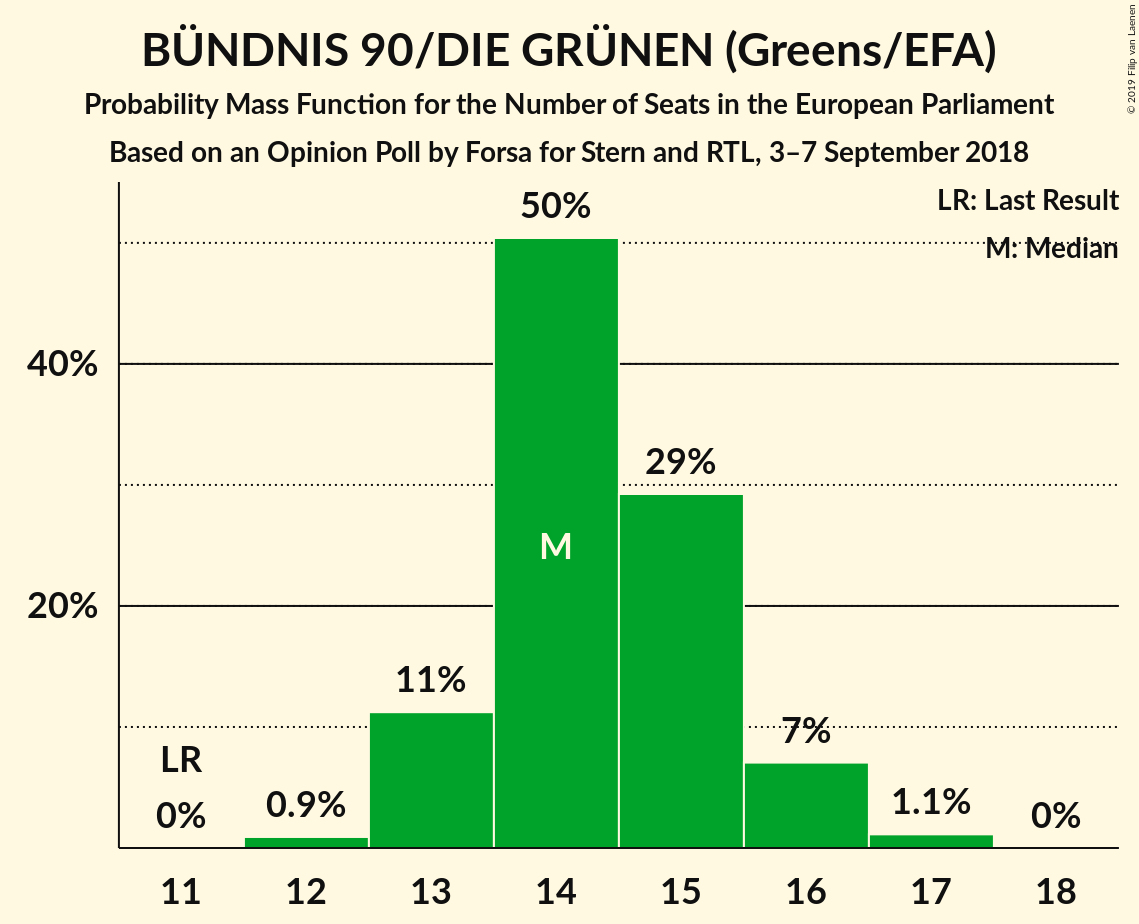 BÜNDNIS 90/DIE GRÜNEN (Greens/EFA)
Probability Mass Function for the Number of Seats in the European Parliament
Based on an Opinion Poll by Forsa for Stern and RTL, 3–7 September 2018
© 2019 Filip van Laenen
LR: Last Result
M: Median
50%
40%
29%
M
20%
11%
7%
LR
0%
0.9%
1.1%
0%
11 12 13 14 15 16 17 18